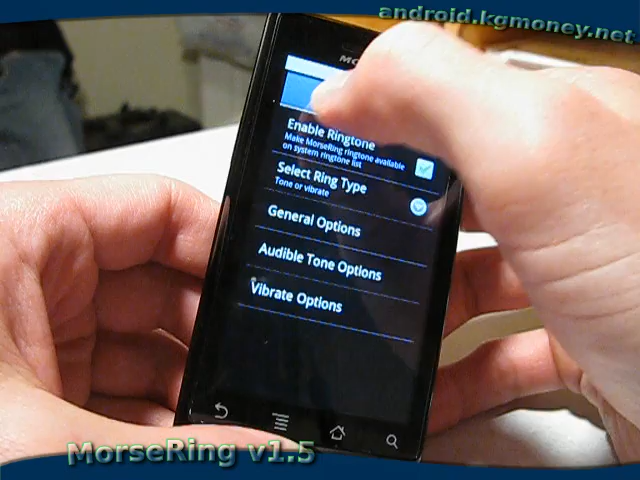 android.kgmoney.net
Enable Ringtone
Make MorseRing ringtone available
on system ringtone list
Select Ring Type
Tone or vibrate
General Options
Audible Tone Options
Vibrate Options
MorseRing v1.5